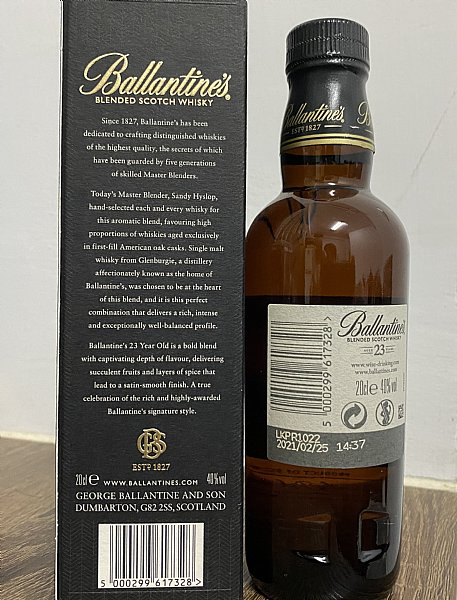 Ballantine's
BLENDED SCOTCH WHISKY
Since 1827, Ballantine's has been
dedicated to crafting distinguished whiskies
of the highest quality, the secrets of which
have been guarded by five generations
of skilled Master Blenders.
Today's Master Blender, Sandy Hyslop,
hand-selected each and every whisky for
this aromatic blend, favouring high
proportions of whiskies aged exclusively
in first-fill American oak casks. Single malt
whisky from Glenburgie, a distillery
affectionately known as the home of
Ballantine's, was chosen to be at the heart
of this blend, and it is this perfect
combination that delivers a rich, intense
and exceptionally well-balanced profile.
Ballantine's 23 Year Old is a bold blend
with captivating depth of flavour, delivering
succulent fruits and layers of spice that
lead to a satin-smooth finish. A true
celebration of the rich and highly-awarded
Ballantine's signature style.
GBS
ESTD 1827
20cl e WWW.BALLANTINES.COM 40%vol
GEORGE BALLANTINE AND SON
DUMBARTON, G82 2SS, SCOTLAND
5 000299 617328 >
Ballantine's
ESTD 1827
5 000299 617328 >
Ballantine's
BLENDED SCOTCH WHISKY
AGED 23 YEARS
www.wise-drinking.com
www.ballantines.com
20cl e 40% vol
LKPR1022
2021/02/25 14:37